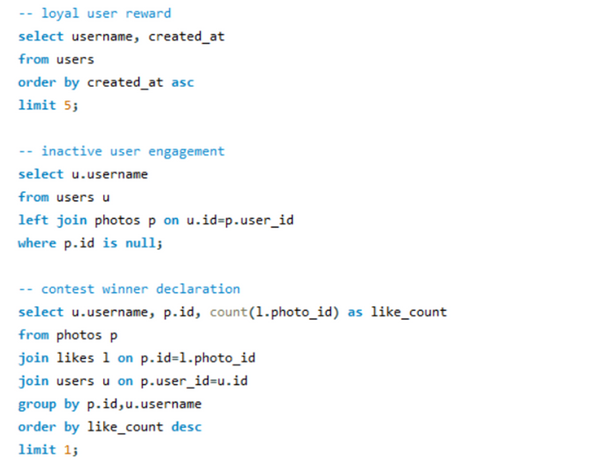 -- loyal user reward
select username, created_at
from users
order by created_at asc
limit 5;
-- inactive user engagement
select u.username
from users u
left join photos p on u.id=p.user_id
where p.id is null;
-- contest winner declaration
select u.username, p.id, count(l.photo_id) as like_count
from photos p
join likes l on p.id=l.photo_id
join users u on p.user_id=u.id
group by p.id,u.username
order by like_count desc
limit 1;